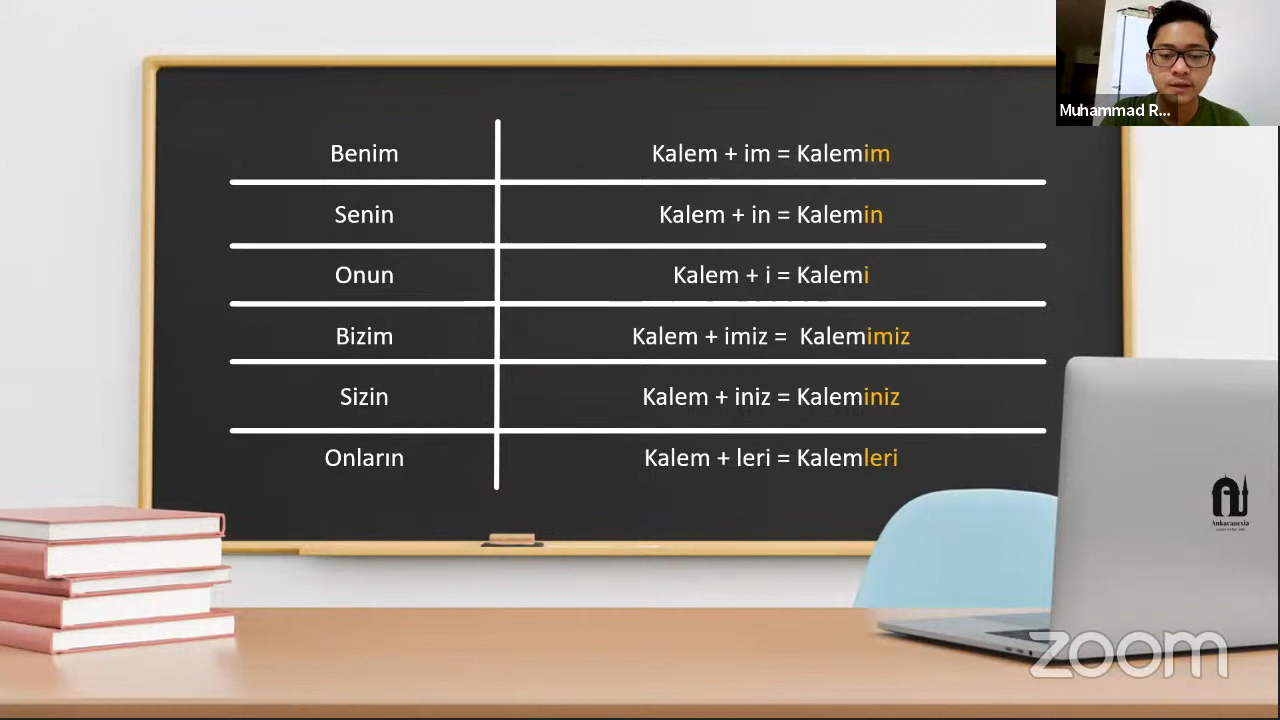 Muhammad R...
Benim
Kalem + im = Kalemim
Senin
Kalem + in = Kalemin
Onun
Kalem + i = Kalemi
Bizim
Kalem + imiz = Kalemimiz
Sizin
Kalem + iniz = Kaleminiz
Onların
Kalem + leri = Kalemleri
Ankaranesia
zoom